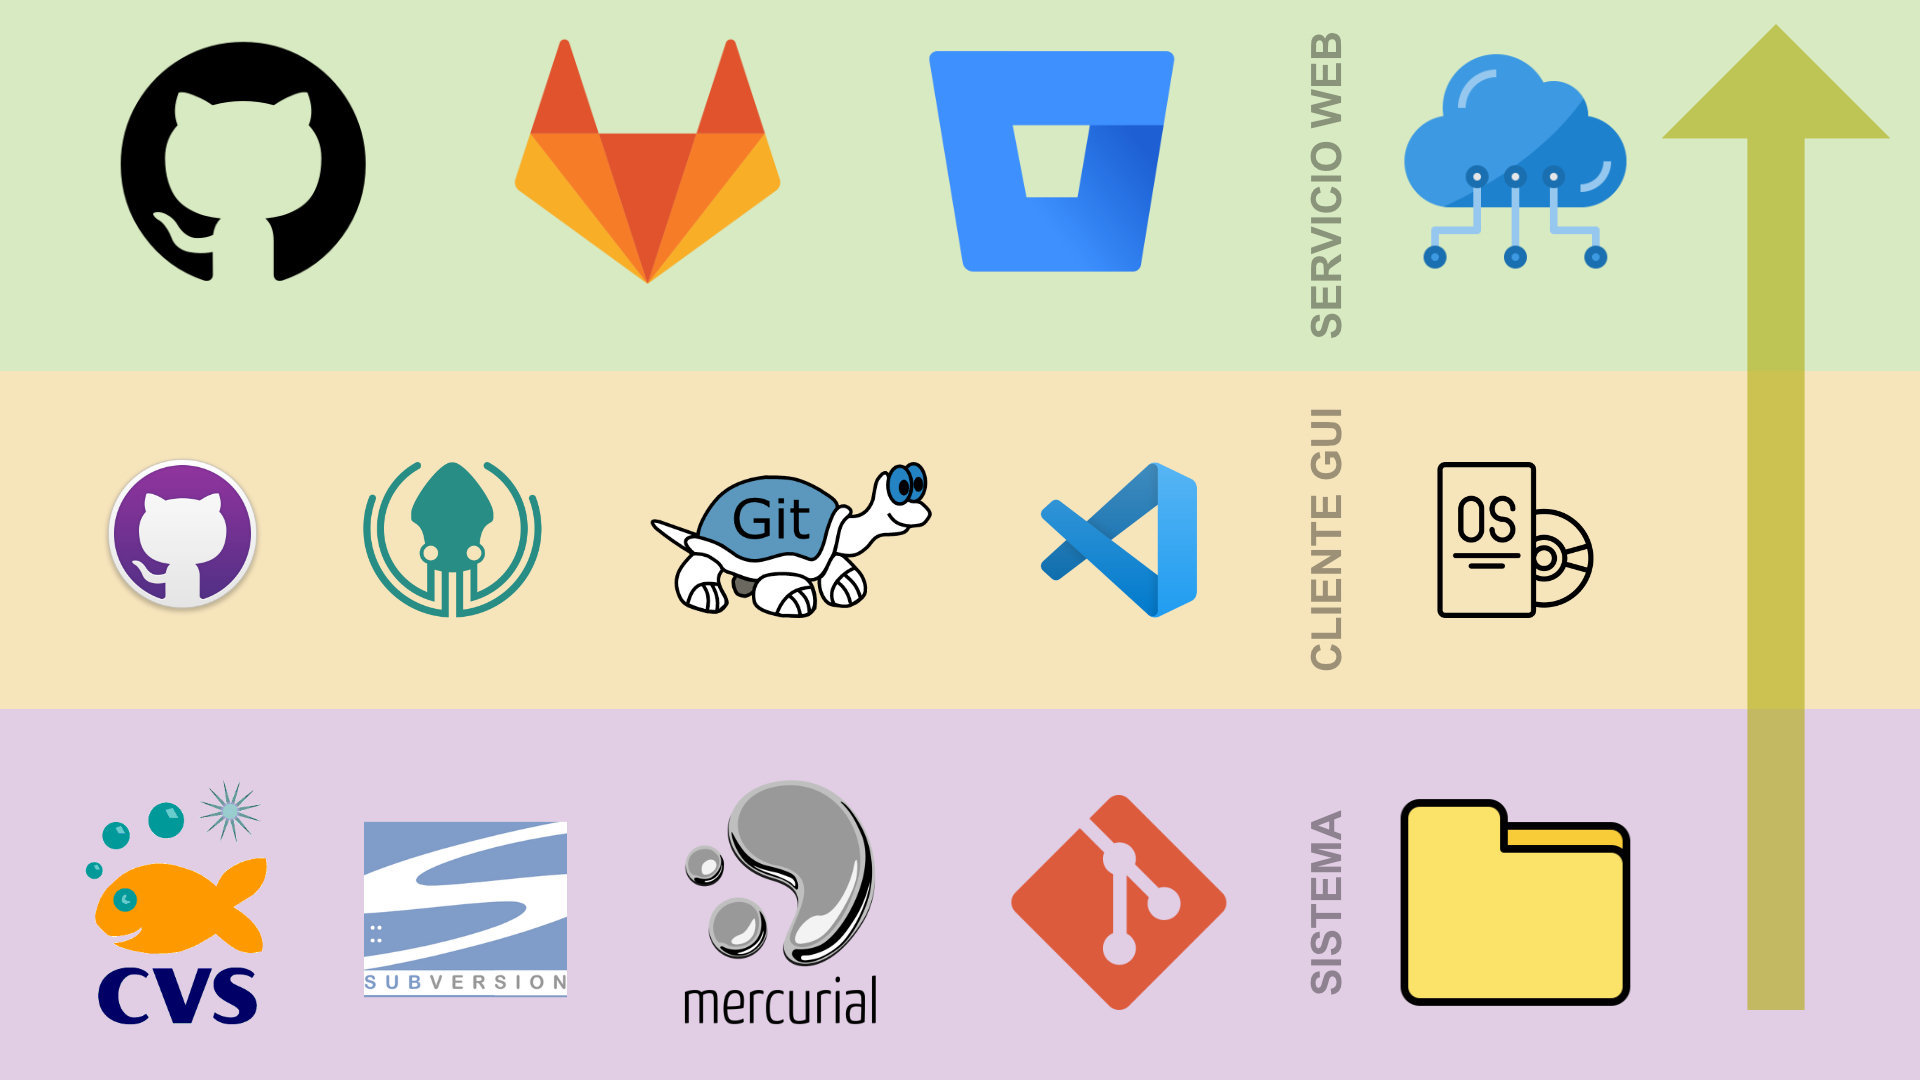 SERVICIO WEB
Git
CLIENTE GUI
OS
CVS
SUBVERSION
mercurial
SISTEMA